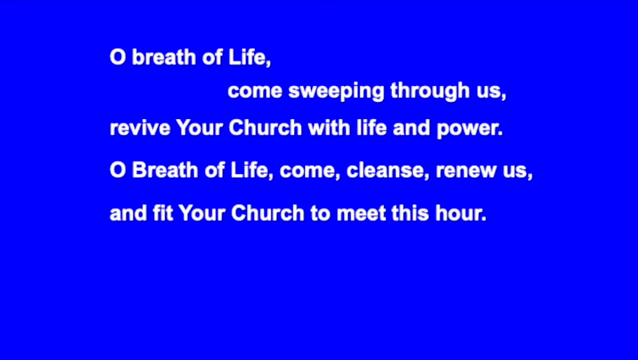 O breath of Life,
come sweeping through us,
revive Your Church with life and power.
O Breath of Life, come, cleanse, renew us,
and fit Your Church to meet this hour.